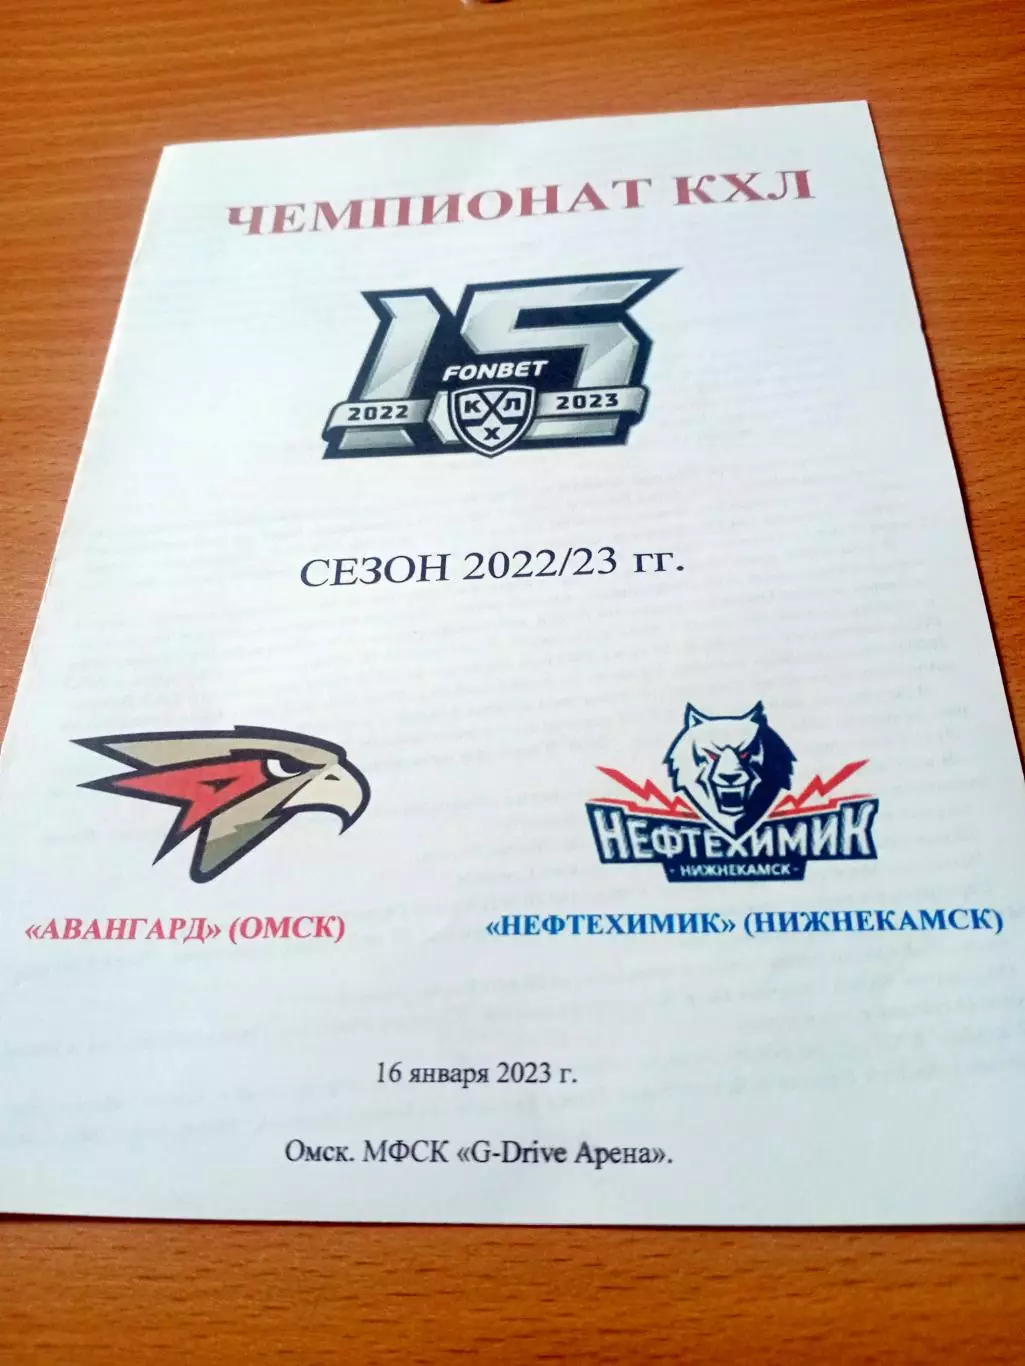 ЧЕМПИОНАТ КХЛ
15
FONBET
2022 КХЛ 2023
Х
СЕЗОН 2022/23 гг.
НЕФТЕХИМИК
- НИЖНЕКАМСК -
«АВАНГАРД» (ОМСК)
«НЕФТЕХИМИК» (НИЖНЕКАМСК)
16 января 2023 г.
Омск. МФСК «G-Drive Арена».